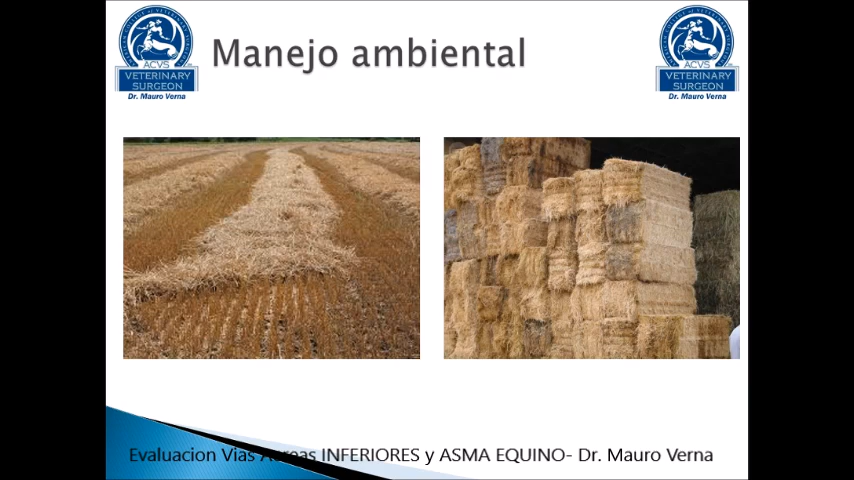 Manejo ambiental
ACVS
VETERINARY
SURGEON
Dr. Mauro Verna
ACVS
VETERINARY
SURGEON
Dr. Mauro Verna
Evaluacion Vias Aereas INFERIORES y ASMA EQUINO- Dr. Mauro Verna